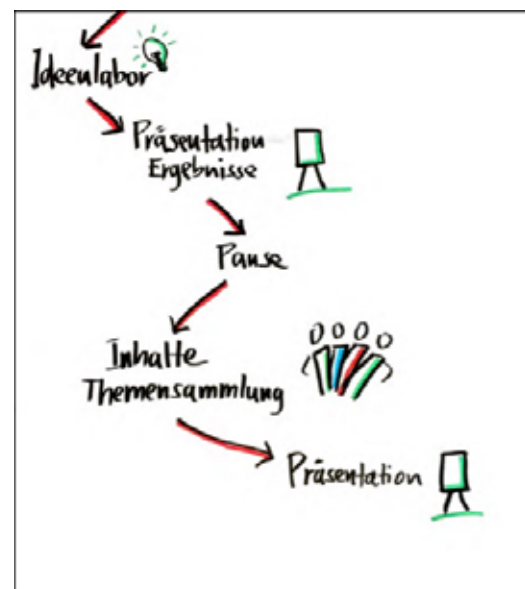 Ideenlabor
Präsentation
Ergebnisse
Pause
Inhalte
Themensammlung
Präsentation